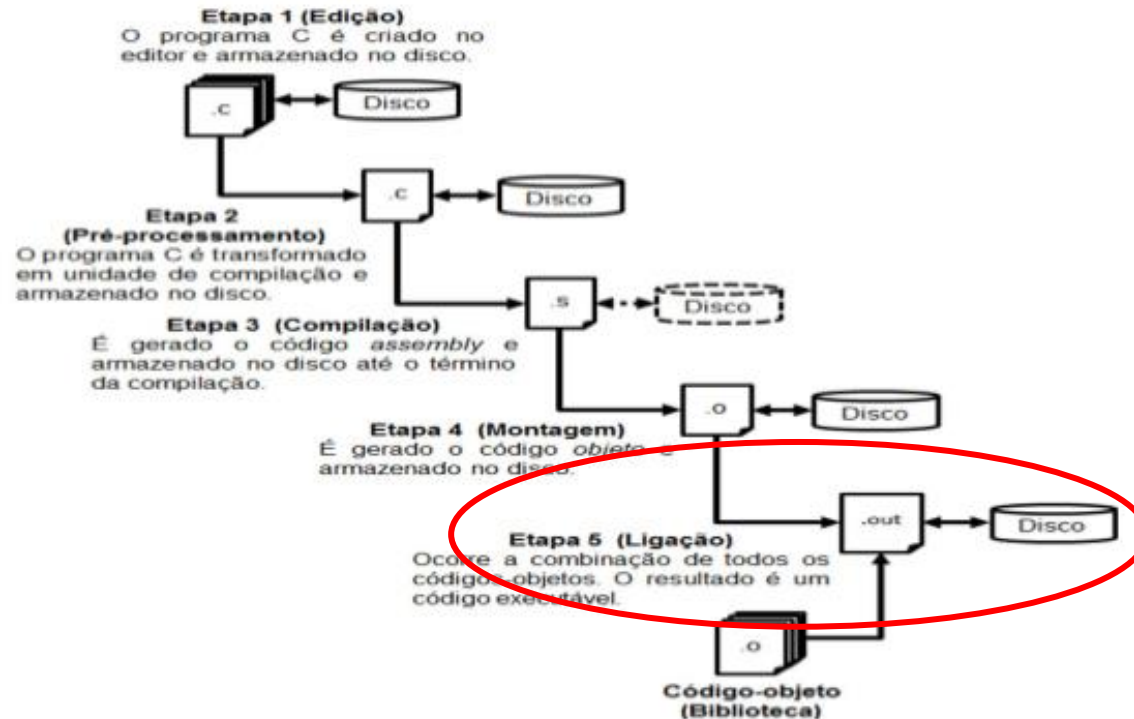 Etapa 1 (Edição)
O programa C é criado no
editor e armazenado no disco.
.c
Disco
.c
Disco
Etapa 2
(Pré-processamento)
O programa C é transformado
em unidade de compilação e
armazenado no disco.
.s
Disco
Etapa 3 (Compilação)
É gerado o código assembly e
armazenado no disco até o término
da compilação.
.o
Disco
Etapa 4 (Montagem)
É gerado o código objeto e
armazenado no disco.
.out
Disco
Etapa 5 (Ligação)
Ocorre a combinação de todos os
códigos-objetos. O resultado é um
código executável.
.o
Código-objeto
(Biblioteca)